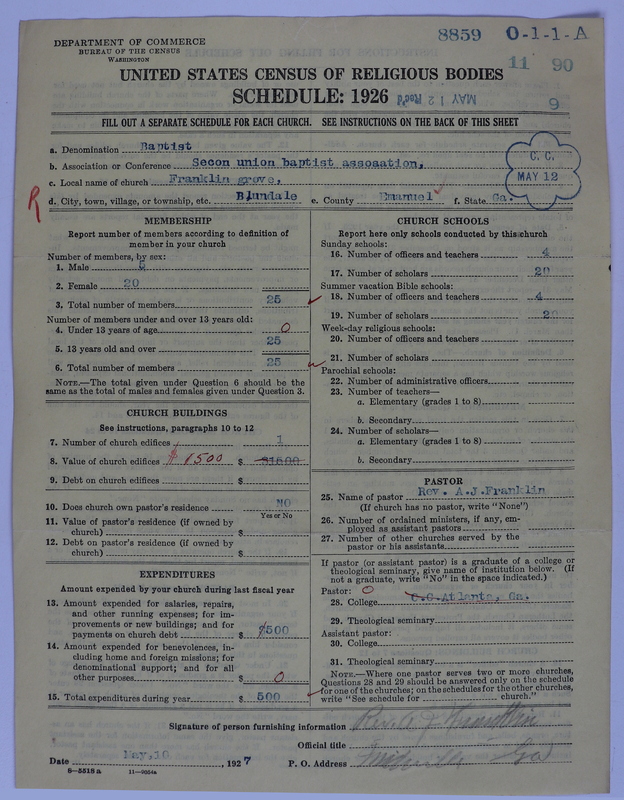 8859 O-1-1-A
DEPARTMENT OF COMMERCE
BUREAU OF THE CENSUS
WASHINGTON
11 90
UNITED STATES CENSUS OF RELIGIOUS BODIES
SCHEDULE: 1926
MAY 12 Rec'd
9
FILL OUT A SEPARATE SCHEDULE FOR EACH CHURCH. SEE INSTRUCTIONS ON THE BACK OF THIS SHEET
a. Denomination Baptist
b. Association or Conference Secon union baptist assosation,
c. Local name of church Franklin grove,
C. C.
MAY 12
R
d. City, town, village, or township, etc. Blundale e. County Emanuel f. State Ga.
MEMBERSHIP
Report number of members according to definition of
member in your church
Number of members, by sex:
1. Male 5
2. Female 20
3. Total number of members 25
Number of members under and over 13 years old:
4. Under 13 years of age 0
5. 13 years old and over 25
6. Total number of members 25
NOTE.—The total given under Question 6 should be the
same as the total of males and females given under Question 3.
CHURCH BUILDINGS
See instructions, paragraphs 10 to 12
7. Number of church edifices 1
8. Value of church edifices $1500 $
9. Debt on church edifices $
10. Does church own pastor's residence NO
Yes or No
11. Value of pastor's residence (if owned by
church) $
12. Debt on pastor's residence (if owned by
church) $
EXPENDITURES
Amount expended by your church during last fiscal year
13. Amount expended for salaries, repairs,
and other running expenses; for im-
provements or new buildings; and for
payments on church debt $ 500
14. Amount expended for benevolences, in-
cluding home and foreign missions; for
denominational support; and for all
other purposes $ 0
15. Total expenditures during year $ 500
CHURCH SCHOOLS
Report here only schools conducted by this church
Sunday schools:
16. Number of officers and teachers 4
17. Number of scholars 20
Summer vacation Bible schools:
18. Number of officers and teachers 4
19. Number of scholars 20
Week-day religious schools:
20. Number of officers and teachers
21. Number of scholars
Parochial schools:
22. Number of administrative officers
23. Number of teachers—
a. Elementary (grades 1 to 8)
b. Secondary
24. Number of scholars—
a. Elementary (grades 1 to 8)
b. Secondary
PASTOR
25. Name of pastor Rev. A.J.Franklin
(If church has no pastor, write "None")
26. Number of ordained ministers, if any, em-
ployed as assistant pastors
27. Number of other churches served by the
pastor or his assistants
If pastor (or assistant pastor) is a graduate of a college or
theological seminary, give name of institution below. (If
not a graduate, write "No" in the space indicated.)
Pastor: 0
28. College C.C.Atlanta, Ga.
29. Theological seminary
Assistant pastor:
30. College
31. Theological seminary
NOTE.—Where one pastor serves two or more churches,
Questions 28 and 29 should be answered only on the schedule
for one of the churches; on the schedules for the other churches,
write "See schedule for church."
Signature of person furnishing information Rev. A J
Official title
Date May,10, 1927 P. O. Address
8—5518 a 11—9054a